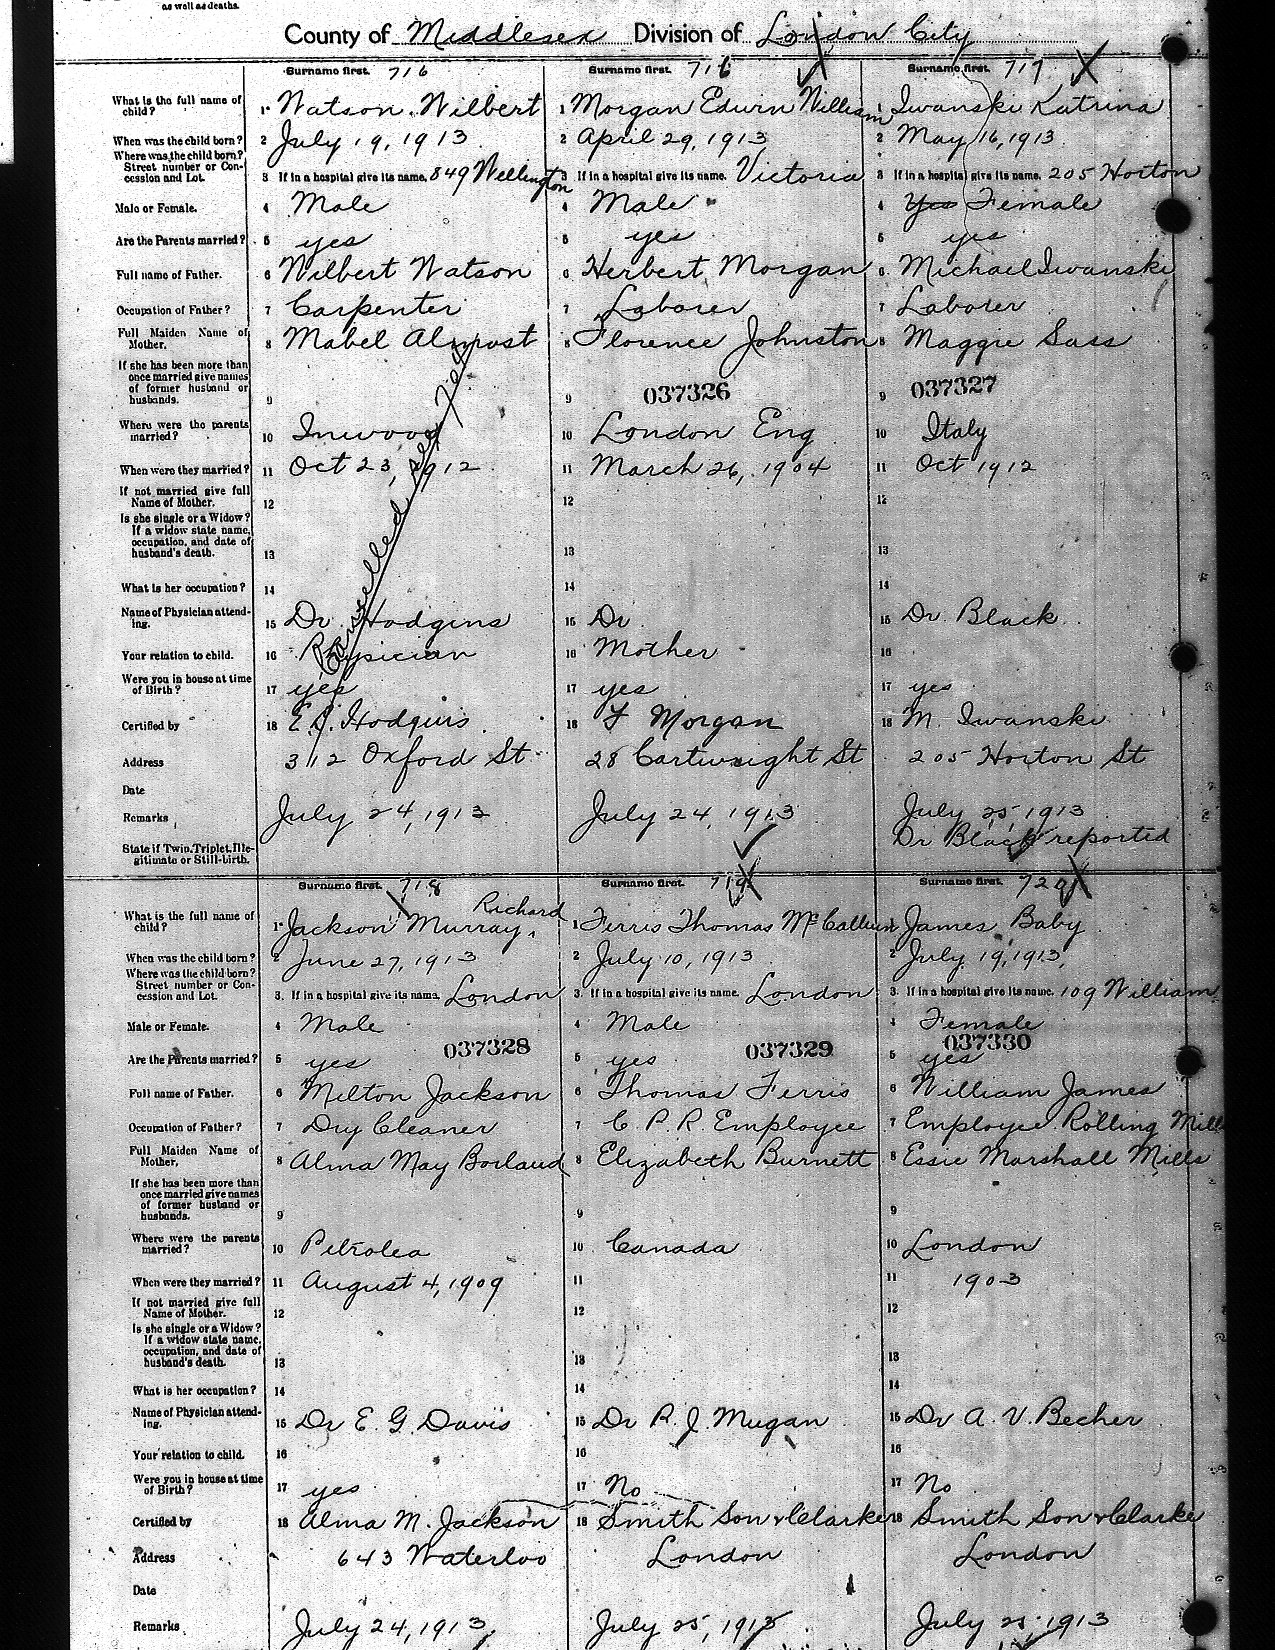 as well as deaths.
County of Middlesex Division of London City
Surname first. 716 Surname first. 716 Surname first. 717
What is the full name of child? 1 Watson Wilbert 1 Morgan Edwin William 1 Iwanski Katrina
When was the child born? 2 July 19, 1913 2 April 29, 1913 2 May 16, 1913
Where was the child born? Street number or Concession and Lot. 3 If in a hospital give its name. 849 Wellington 3 If in a hospital give its name. Victoria 3 If in a hospital give its name. 205 Horton
Male or Female. 4 Male 4 Male 4 Yes Female
Are the Parents married? 5 yes 5 yes 5 yes
Full name of Father. 6 Wilbert Watson 6 Herbert Morgan 6 Michael Iwanski
Occupation of Father? 7 Carpenter 7 Laborer 7 Laborer
Full Maiden Name of Mother. 8 Mabel Almost 8 Florence Johnston 8 Maggie Sass
If she has been more than once married give names of former husband or husbands. 9 9 037326 9 037327
Where were the parents married? 10 Inwood 10 London Eng 10 Italy
When were they married? 11 Oct 23, 1912 11 March 26, 1904 11 Oct 1912
If not married give full Name of Mother. 12 12 12
Is she single or a Widow? If a widow state name, occupation, and date of husband's death. 13 13 13
What is her occupation? 14 14 14
Name of Physician attending. 15 Dr. Hodgins 15 Dr 15 Dr Black
Your relation to child. 16 Physician 16 Mother 16
Were you in house at time of Birth? 17 yes 17 yes 17 yes
Certified by 18 Hodgins 18 F Morgan 18 M. Iwanski
Address 312 Oxford St 28 Cartwright St 205 Horton St
Date
Remarks July 24, 1913 July 24, 1913 July 25, 1913
State if Twin, Triplet, Illegitimate or Still-birth. Dr Black reported
Cancelled see
Surname first. 718 Surname first. 719 Surname first. 720
What is the full name of child? 1 Jackson Murray Richard 1 Ferris Thomas McCallum 1 James Baby
When was the child born? 2 June 27, 1913 2 July 10, 1913 2 July 19, 1913
Where was the child born? Street number or Concession and Lot. 3. If in a hospital give its name. London 3. If in a hospital give its name. London 3. If in a hospital give its name. 109 William
Male or Female. 4 Male 4 Male 4 Female
Are the Parents married? 5 yes 037328 5 yes 037329 5 yes 037330
Full name of Father. 6 Milton Jackson 6 Thomas Ferris 6 William James
Occupation of Father? 7 Dry Cleaner 7 C. P. R. Employee 7 Employee Rolling Mill
Full Maiden Name of Mother, 8 Alma May Borland 8 Elizabeth Burnett 8 Essie Marshall Mills
If she has been more than once married give names of former husband or husbands. 9 9 9
Where were the parents married? 10 Petrolea 10 Canada 10 London
When were they married? 11 August 4, 1909 11 11 1903
If not married give full Name of Mother. 12 12 12
Is she single or a Widow? If a widow state name, occupation, and date of husband's death. 13 13 13
What is her occupation? 14 14 14
Name of Physician attending. 15 Dr E. G. Davis 15 Dr R. J. Mugan 15 Dr A. V. Becher
Your relation to child. 16 16 16
Were you in house at time of Birth? 17 yes 17 No 17 No
Certified by 18 Alma M. Jackson 18 Smith Son & Clarke 18 Smith Son & Clarke
Address 643 Waterloo London London
Date
Remarks July 24, 1913 July 25, 1913 July 25, 1913